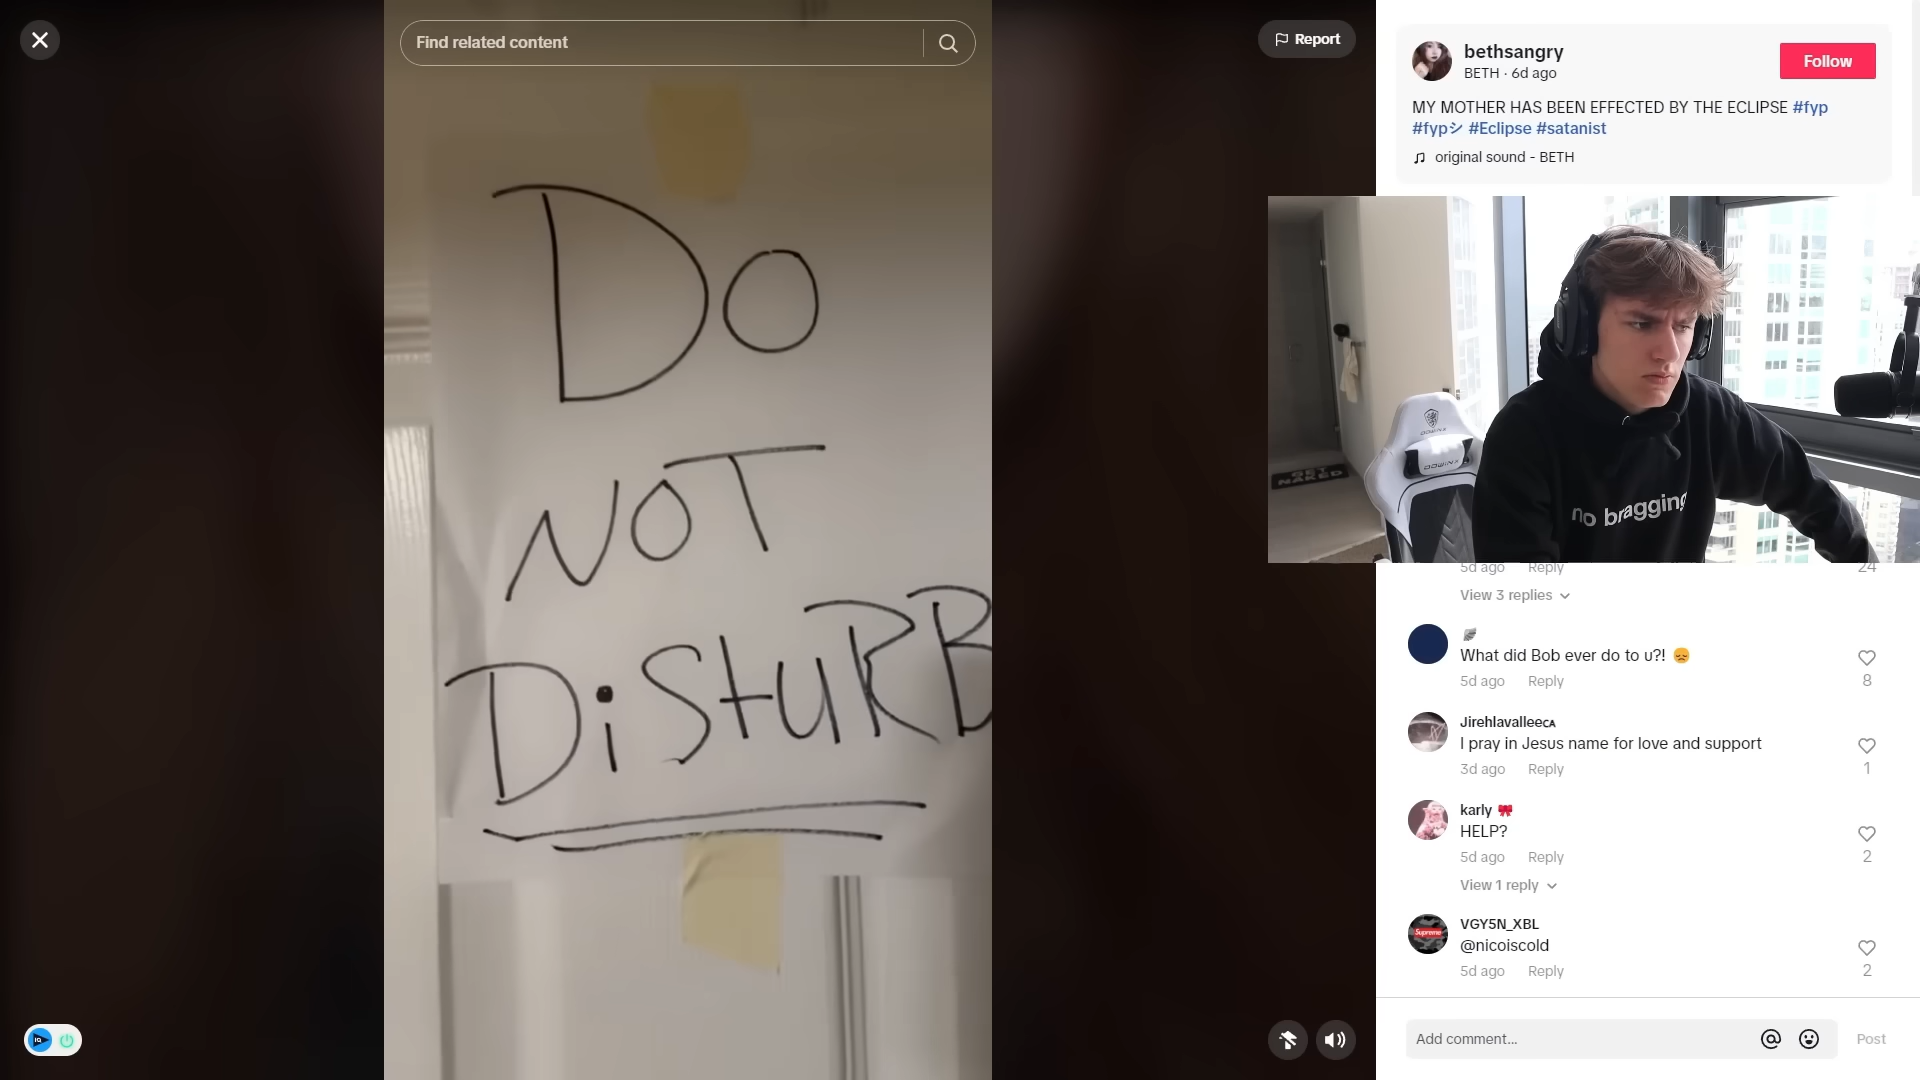 Find related content
Report
Do
NOT
DiStURB
bethsangry
BETH · 6d ago
Follow
MY MOTHER HAS BEEN EFFECTED BY THE ECLIPSE #fyp
#fypシ #Eclipse #satanist
original sound - BETH
GET
NAKED
no bragging
5d ago Reply
24
View 3 replies
What did Bob ever do to u?! 😞
5d ago Reply
8
Jirehlavalleeᴄᴀ
I pray in Jesus name for love and support
3d ago Reply
1
karly 🎀
HELP?
5d ago Reply
2
View 1 reply
Supreme
VGY5N_XBL
@nicoiscold
5d ago Reply
2
Add comment...
Post